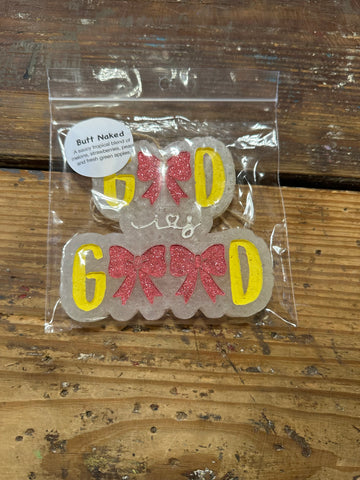 Butt Naked
A sassy tropical blend of
melons, strawberries, pears,
and fresh green apples
G D
is
G D